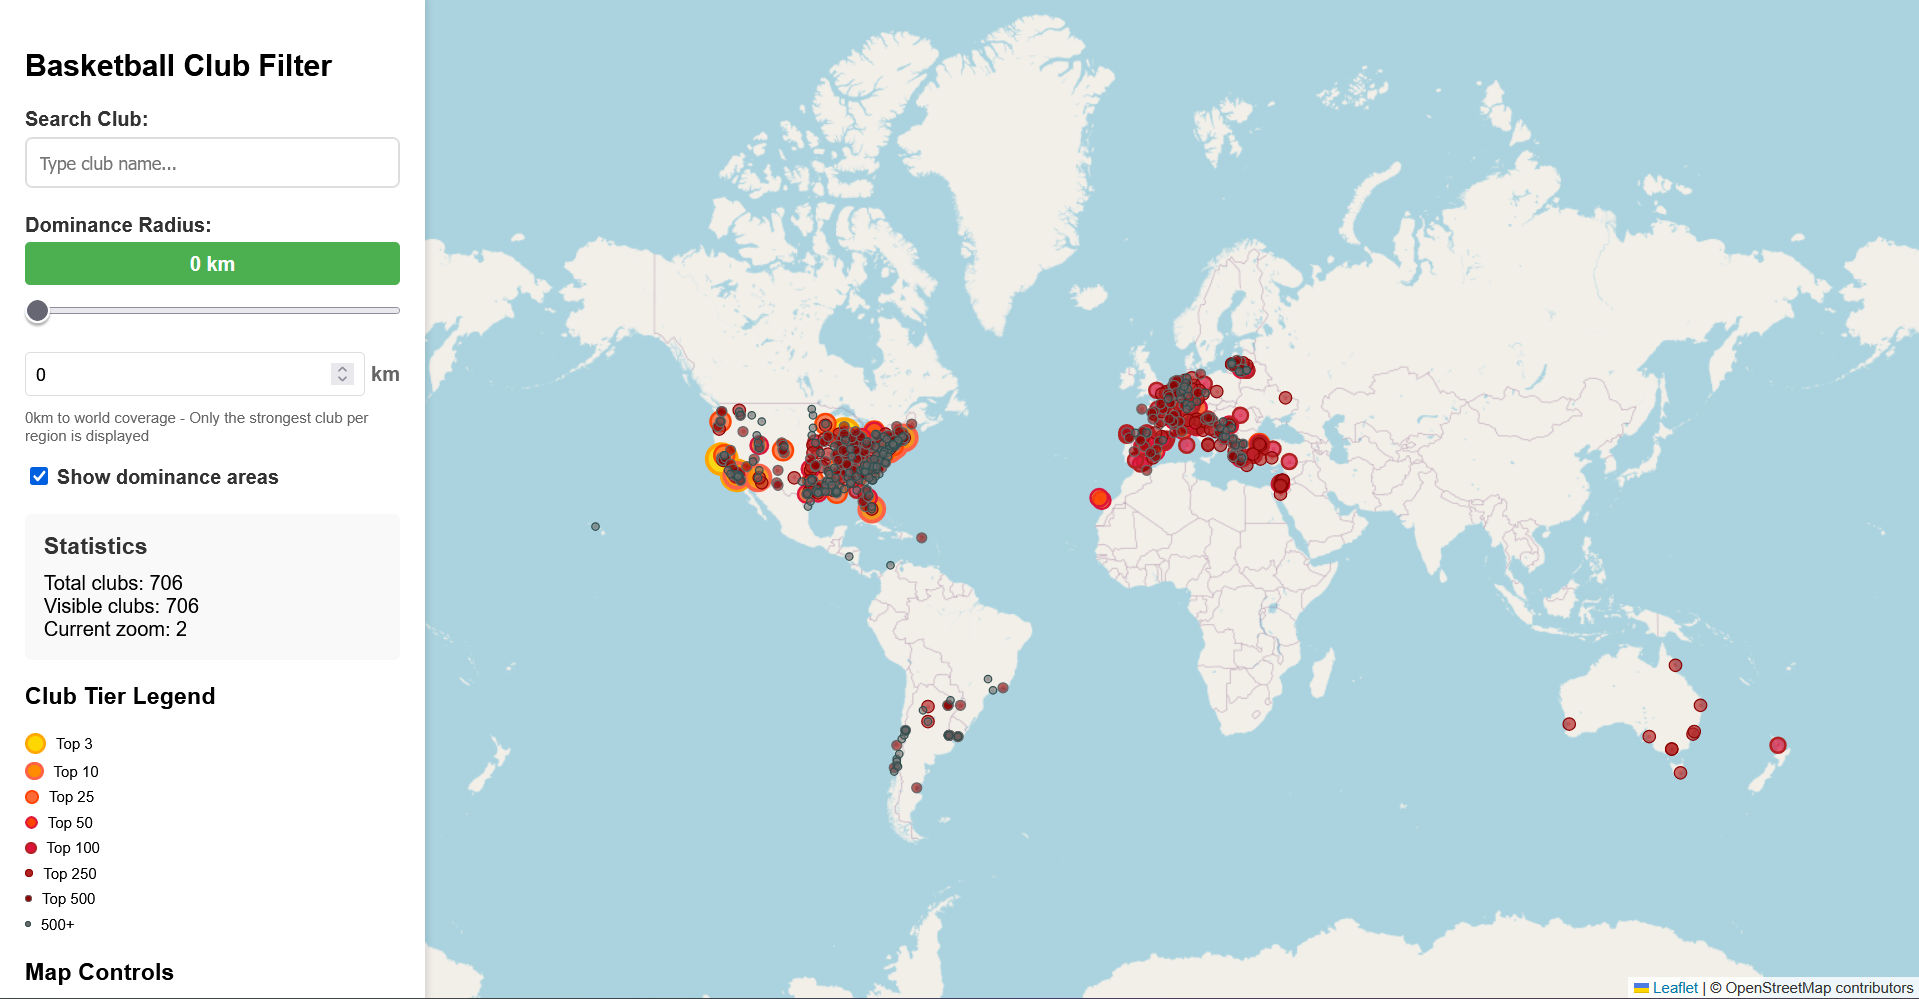 Basketball Club Filter
Search Club:
Type club name...
Dominance Radius:
0 km
0
km
0km to world coverage - Only the strongest club per
region is displayed
Show dominance areas
Statistics
Total clubs: 706
Visible clubs: 706
Current zoom: 2
Club Tier Legend
Top 3
Top 10
Top 25
Top 50
Top 100
Top 250
Top 500
500+
Map Controls
Leaflet | © OpenStreetMap contributors